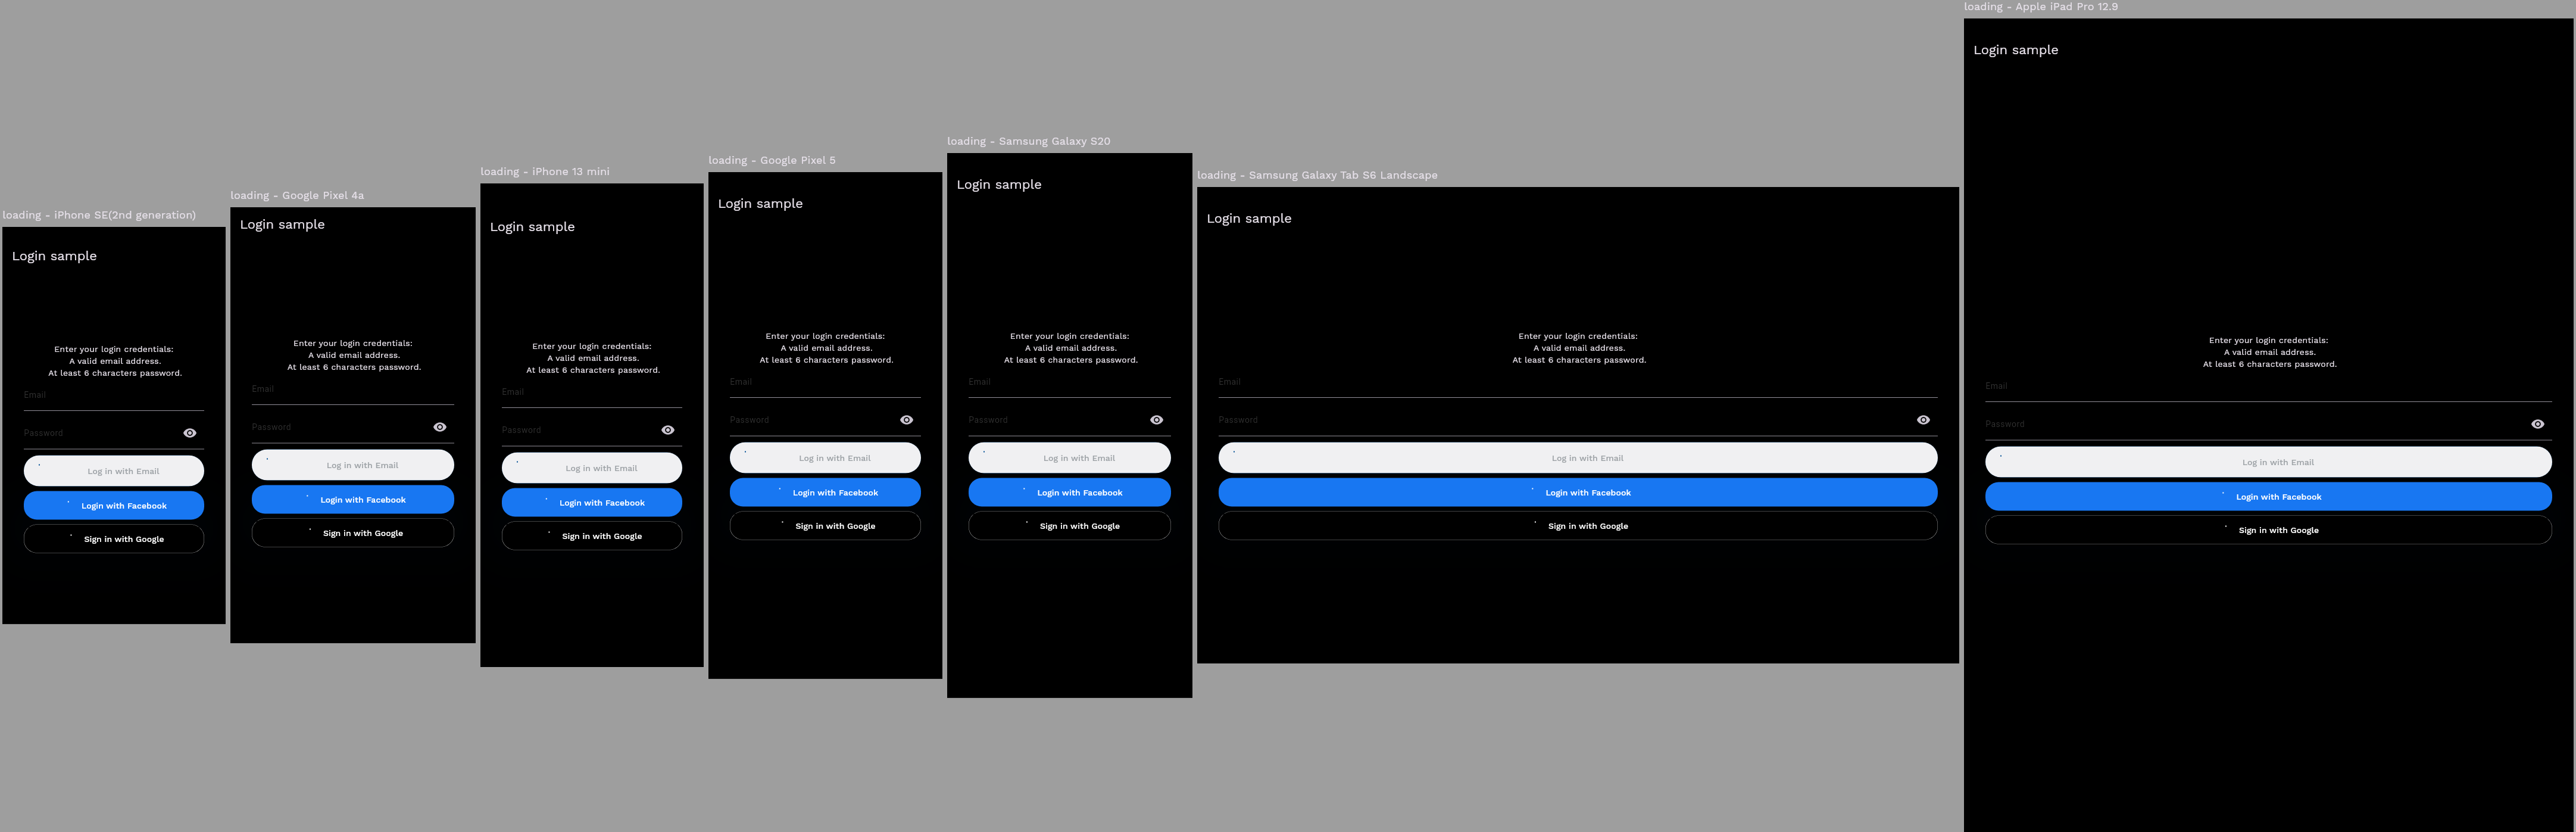 loading - iPhone SE(2nd generation)
Login sample
Enter your login credentials:
A valid email address.
At least 6 characters password.
Email
Password
Log in with Email
Login with Facebook
Sign in with Google
loading - Google Pixel 4a
Login sample
Enter your login credentials:
A valid email address.
At least 6 characters password.
Email
Password
Log in with Email
Login with Facebook
Sign in with Google
loading - iPhone 13 mini
Login sample
Enter your login credentials:
A valid email address.
At least 6 characters password.
Email
Password
Log in with Email
Login with Facebook
Sign in with Google
loading - Google Pixel 5
Login sample
Enter your login credentials:
A valid email address.
At least 6 characters password.
Email
Password
Log in with Email
Login with Facebook
Sign in with Google
loading - Samsung Galaxy S20
Login sample
Enter your login credentials:
A valid email address.
At least 6 characters password.
Email
Password
Log in with Email
Login with Facebook
Sign in with Google
loading - Samsung Galaxy Tab S6 Landscape
Login sample
Enter your login credentials:
A valid email address.
At least 6 characters password.
Email
Password
Log in with Email
Login with Facebook
Sign in with Google
loading - Apple iPad Pro 12.9
Login sample
Enter your login credentials:
A valid email address.
At least 6 characters password.
Email
Password
Log in with Email
Login with Facebook
Sign in with Google